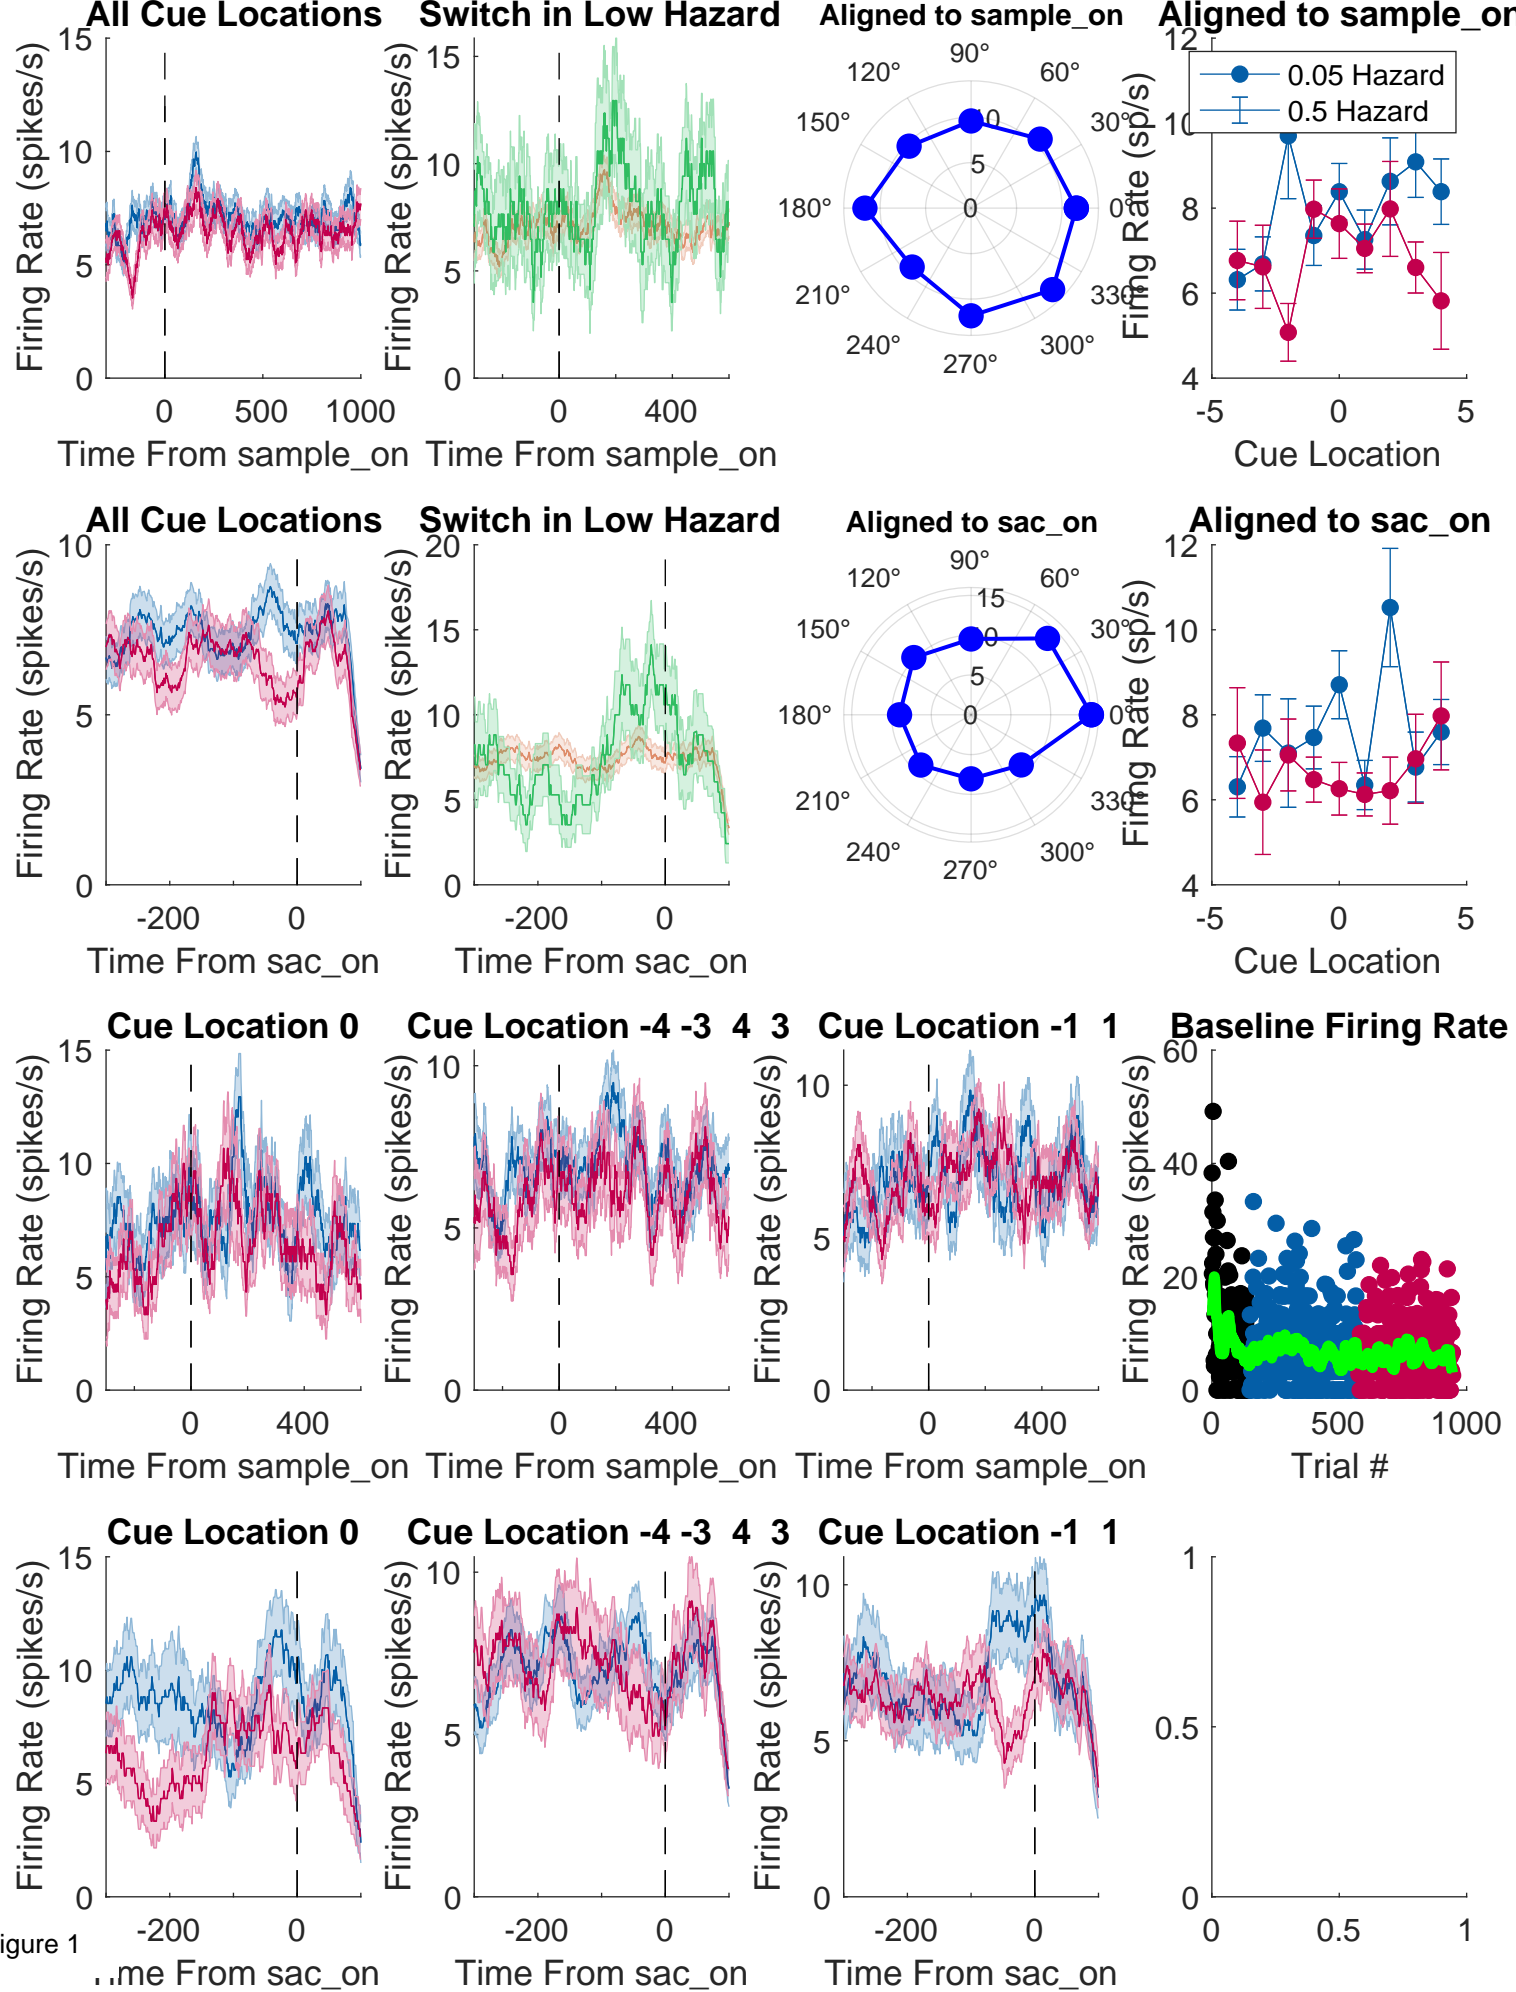 All Cue Locations
Switch in Low Hazard
Aligned to sample_on
Aligned to sample_on
Firing Rate (spikes/s)
15
10
5
0
0 500 1000
Time From sample_on
Firing Rate (spikes/s)
15
10
5
0
0 400
Time From sample_on
90°
120° 60°
150° 30°
180° 0°
210° 330°
240° 300°
270°
10
5
0
Firing Rate (sp/s)
12
10
8
6
4
0.05 Hazard
0.5 Hazard
-5 0 5
Cue Location
All Cue Locations
Switch in Low Hazard
Aligned to sac_on
Aligned to sac_on
Firing Rate (spikes/s)
10
5
0
-200 0
Time From sac_on
Firing Rate (spikes/s)
20
15
10
5
0
-200 0
Time From sac_on
90°
120° 60°
150° 30°
180° 0°
210° 330°
240° 300°
270°
15
10
5
0
Firing Rate (sp/s)
12
10
8
6
4
-5 0 5
Cue Location
Cue Location 0
Cue Location -4 -3 4 3
Cue Location -1 1
Baseline Firing Rate
Firing Rate (spikes/s)
15
10
5
0
0 400
Time From sample_on
Firing Rate (spikes/s)
10
5
0
0 400
Time From sample_on
Firing Rate (spikes/s)
10
5
0
0 400
Time From sample_on
Firing Rate (spikes/s)
60
40
20
0
0 500 1000
Trial #
Cue Location 0
Cue Location -4 -3 4 3
Cue Location -1 1
Firing Rate (spikes/s)
15
10
5
0
-200 0
Time From sac_on
Firing Rate (spikes/s)
10
5
0
-200 0
Time From sac_on
Firing Rate (spikes/s)
10
5
0
-200 0
Time From sac_on
1
0.5
0
0 0.5 1
igure 1